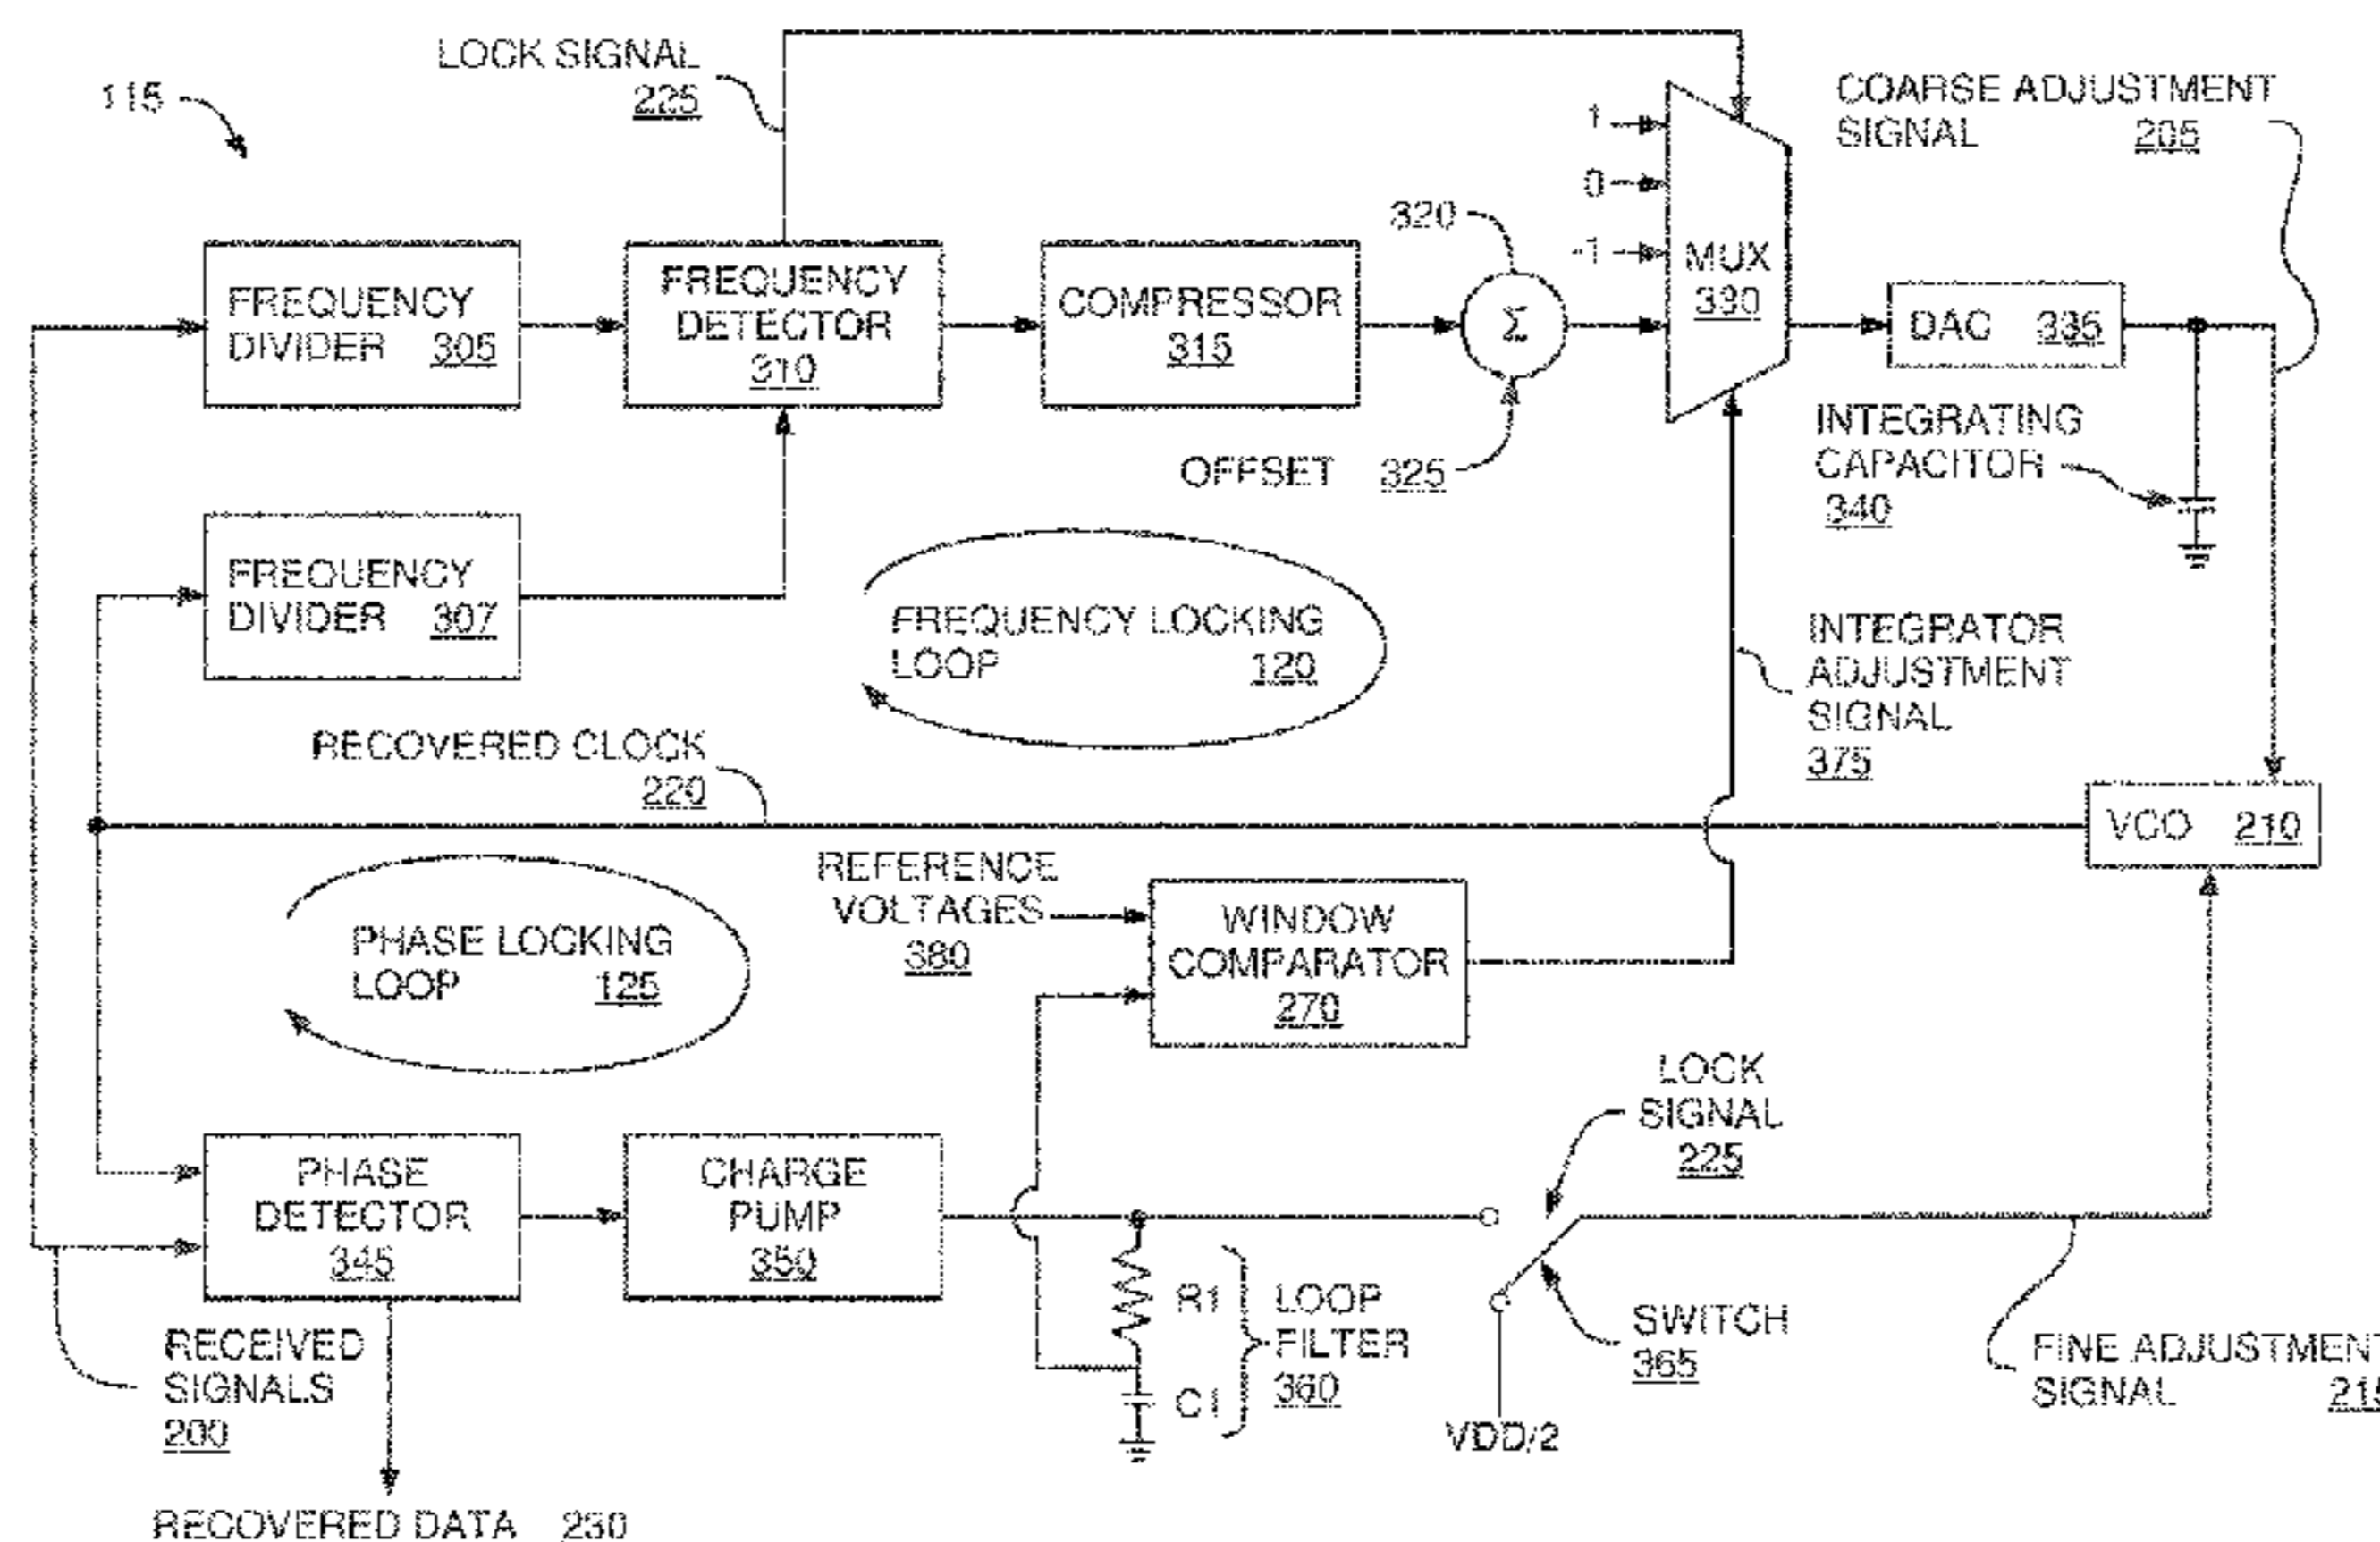 LOCK SIGNAL
225
115
COARSE ADJUSTMENT
SIGNAL 205
1
0
-1
MUX
330
320
Σ
FREQUENCY
DIVIDER 305
FREQUENCY
DETECTOR
310
COMPRESSOR
315
DAC 335
OFFSET 325
INTEGRATING
CAPACITOR
340
FREQUENCY
DIVIDER 307
FREQUENCY LOCKING
LOOP 120
INTEGRATOR
ADJUSTMENT
SIGNAL
375
RECOVERED CLOCK
220
VCO 210
REFERENCE
VOLTAGES
380
WINDOW
COMPARATOR
270
PHASE LOCKING
LOOP 125
LOCK
SIGNAL
225
PHASE
DETECTOR
345
CHARGE
PUMP
350
R1
C1
LOOP
FILTER
360
SWITCH
365
VDD/2
FINE ADJUSTMENT
SIGNAL 215
RECEIVED
SIGNALS
200
RECOVERED DATA 230